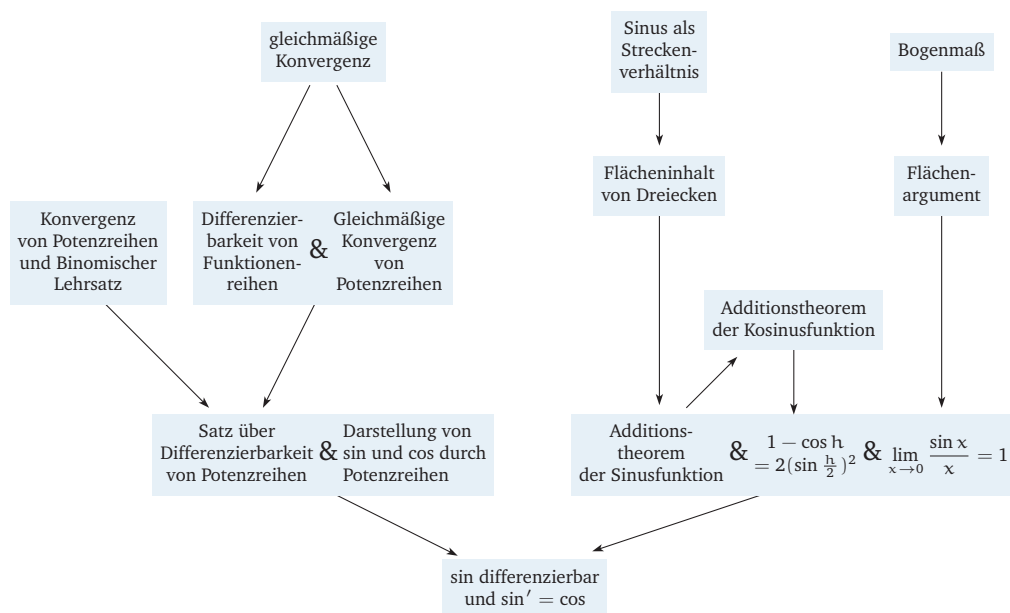 gleichmäßige
Konvergenz
Sinus als
Strecken-
verhältnis
Bogenmaß
Flächeninhalt
von Dreiecken
Flächen-
argument
Konvergenz
von Potenzreihen
und Binomischer
Lehrsatz
Differenzier-
barkeit von
Funktionen-
reihen
&
Gleichmäßige
Konvergenz
von
Potenzreihen
Additionstheorem
der Kosinusfunktion
Satz über
Differenzierbarkeit
von Potenzreihen
&
Darstellung von
sin und cos durch
Potenzreihen
Additions-
theorem
der Sinusfunktion
&
1 − cos h
= 2(sin h/2)²
&
lim x→0 sin x / x = 1
sin differenzierbar
und sin′ = cos